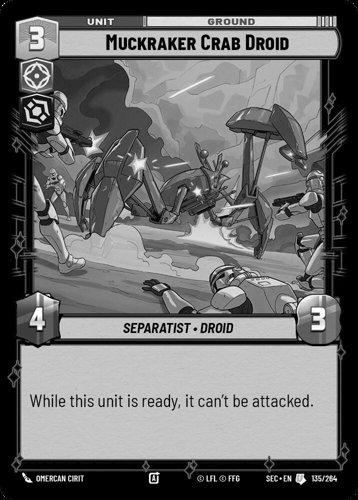 UNIT GROUND
3 MUCKRAKER CRAB DROID
4 3
SEPARATIST • DROID
While this unit is ready, it can't be attacked.
OMERCAN CIRIT A © LFL © FFG SEC • EN 135/264